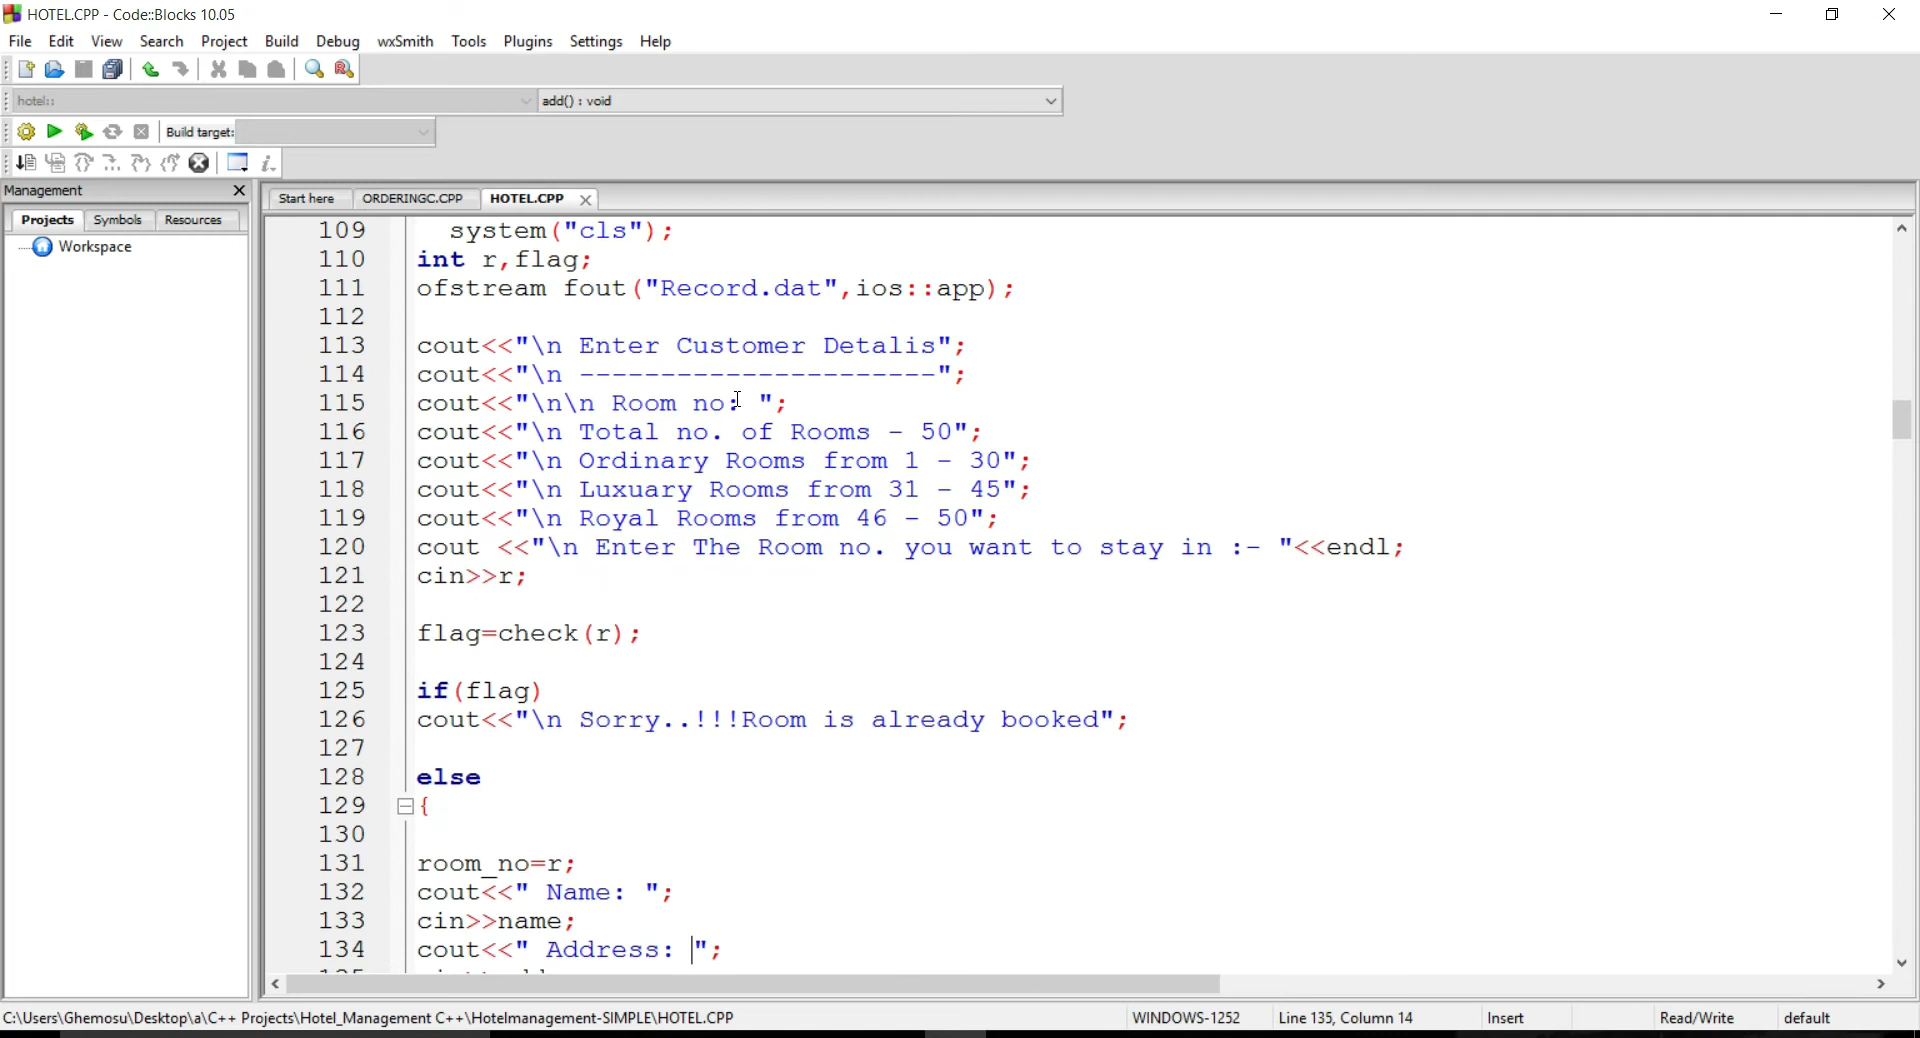 HOTEL.CPP - Code::Blocks 10.05
File Edit View Search Project Build Debug wxSmith Tools Plugins Settings Help
hotel:: add() : void
Build target:
Management
Start here ORDERINGC.CPP HOTEL.CPP
Projects Symbols Resources
Workspace
109 system("cls");
110 int r,flag;
111 ofstream fout("Record.dat",ios::app);
112
113 cout<<"\n Enter Customer Detalis";
114 cout<<"\n ----------------------";
115 cout<<"\n\n Room no: ";
116 cout<<"\n Total no. of Rooms - 50";
117 cout<<"\n Ordinary Rooms from 1 - 30";
118 cout<<"\n Luxuary Rooms from 31 - 45";
119 cout<<"\n Royal Rooms from 46 - 50";
120 cout <<"\n Enter The Room no. you want to stay in :- "<<endl;
121 cin>>r;
122
123 flag=check(r);
124
125 if(flag)
126 cout<<"\n Sorry..!!!Room is already booked";
127
128 else
129 {
130
131 room_no=r;
132 cout<<" Name: ";
133 cin>>name;
134 cout<<" Address: ";
C:\Users\Ghemosu\Desktop\a\C++ Projects\Hotel_Management C++\Hotelmanagement-SIMPLE\HOTEL.CPP WINDOWS-1252 Line 135, Column 14 Insert Read/Write default